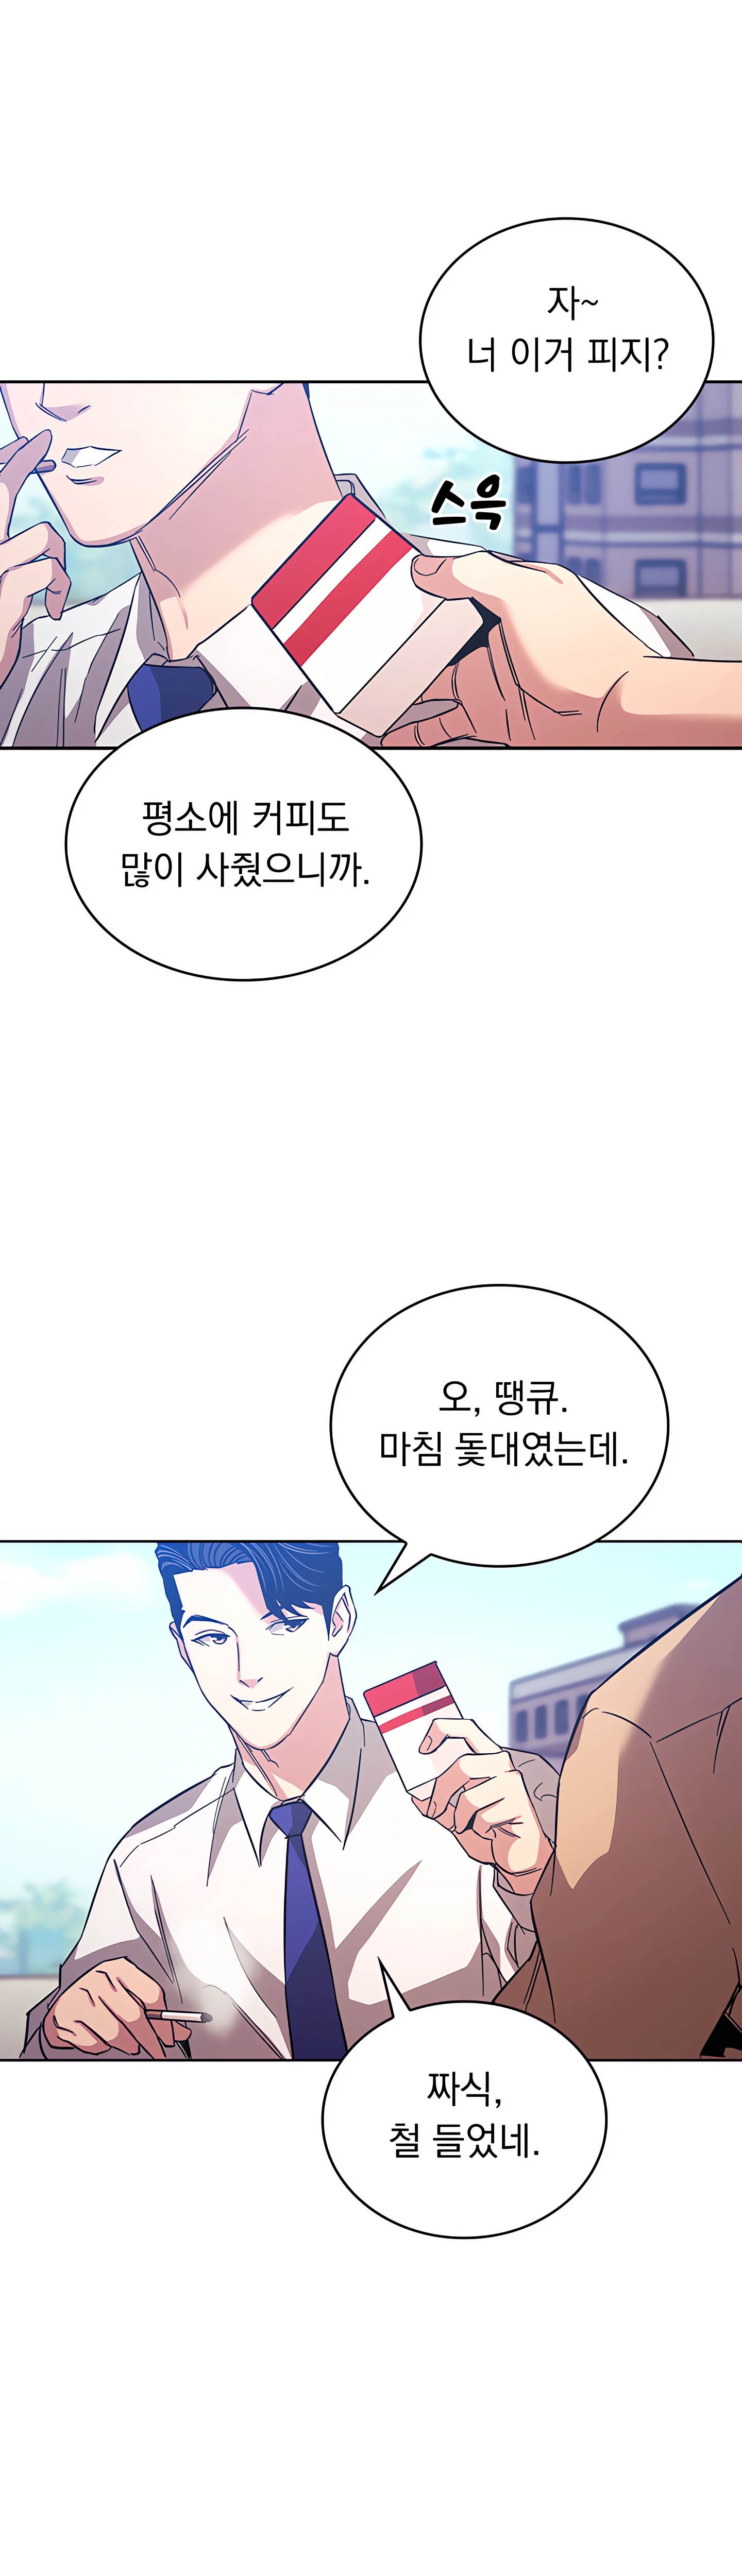 자~
너 이거 피지?
스윽
평소에 커피도
많이 사줬으니까.
오, 땡큐.
마침 돛대였는데.
짜식,
철 들었네.